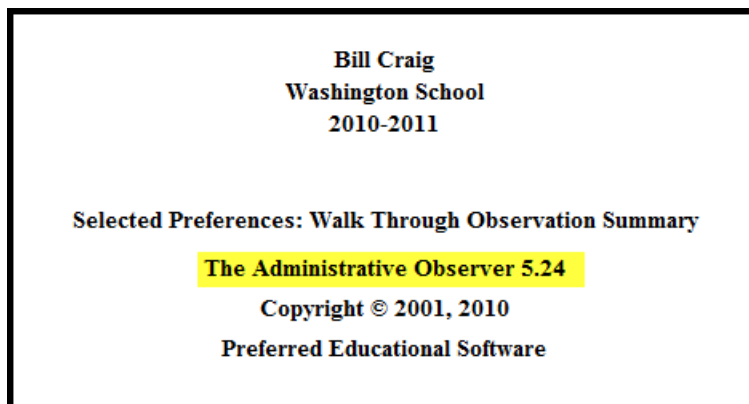 Bill Craig
Washington School
2010-2011
Selected Preferences: Walk Through Observation Summary
The Administrative Observer 5.24
Copyright © 2001, 2010
Preferred Educational Software